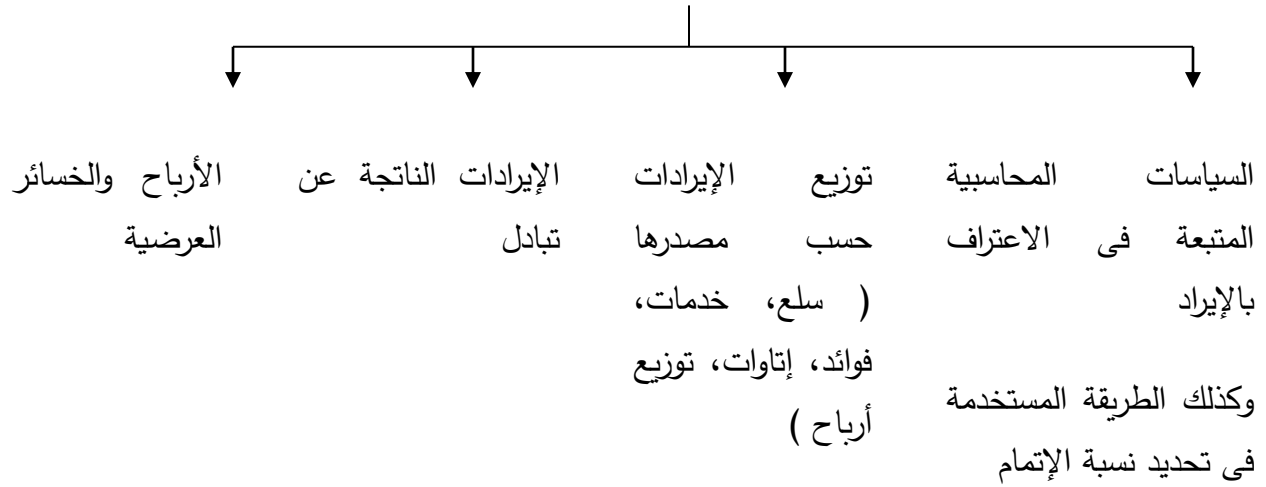 السياسات المحاسبية
المتبعة فى الاعتراف
بالإيراد
وكذلك الطريقة المستخدمة
فى تحديد نسبة الإتمام
توزيع الإيرادات
حسب مصدرها
( سلع، خدمات،
فوائد، إتاوات، توزيع
أرباح )
الإيرادات الناتجة عن
تبادل
الأرباح والخسائر
العرضية